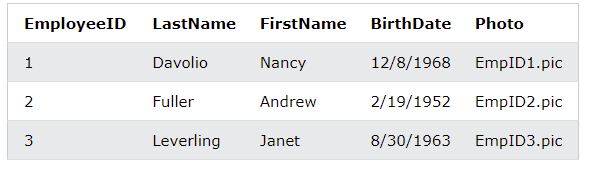 EmployeeID LastName FirstName BirthDate Photo
1 Davolio Nancy 12/8/1968 EmpID1.pic
2 Fuller Andrew 2/19/1952 EmpID2.pic
3 Leverling Janet 8/30/1963 EmpID3.pic